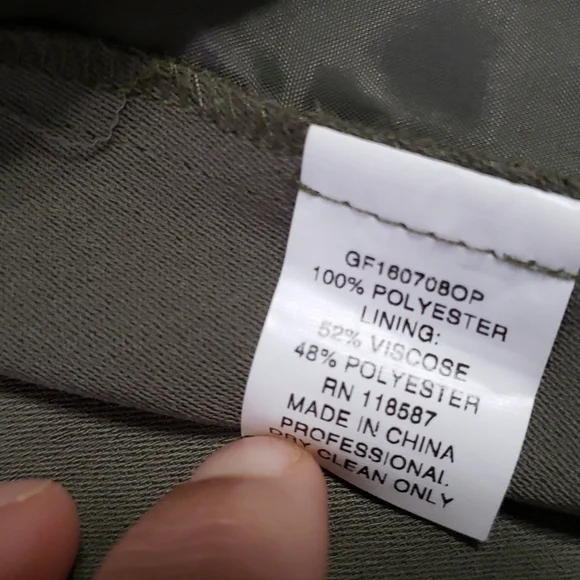 GF160708OP
100% POLYESTER
LINING:
52% VISCOSE
48% POLYESTER
RN 118587
MADE IN CHINA
PROFESSIONAL
DRY CLEAN ONLY